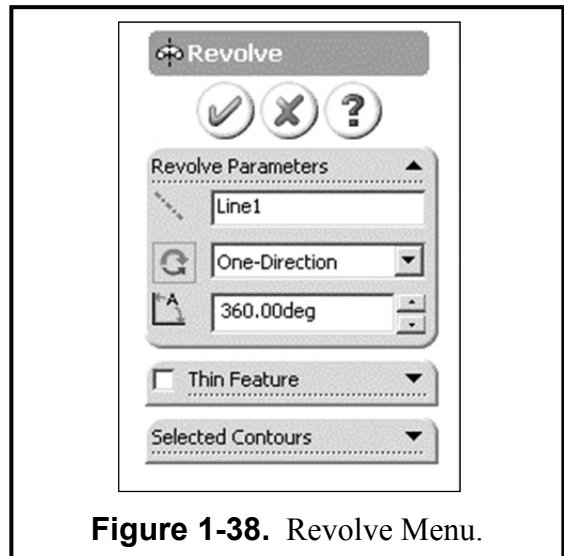 Revolve
?
Revolve Parameters
Line1
One-Direction
A
360.00deg
Thin Feature
Selected Contours
Figure 1-38. Revolve Menu.